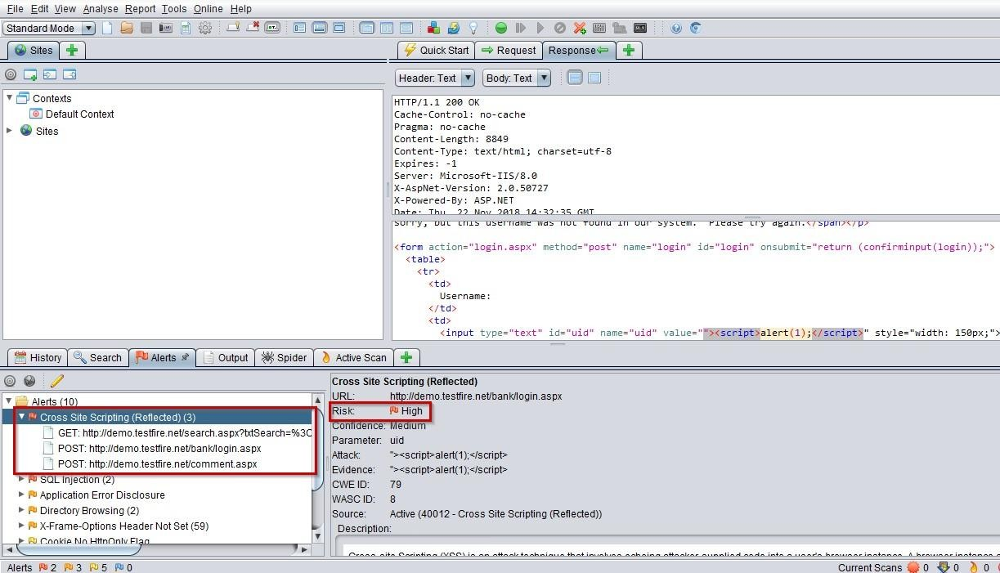 File Edit View Analyse Report Tools Online Help
Standard Mode
Sites
Quick Start Request Response
Header: Text Body: Text
Contexts
Default Context
Sites
HTTP/1.1 200 OK
Cache-Control: no-cache
Pragma: no-cache
Content-Length: 8849
Content-Type: text/html; charset=utf-8
Expires: -1
Server: Microsoft-IIS/8.0
X-AspNet-Version: 2.0.50727
X-Powered-By: ASP.NET
Date: Thu, 22 Nov 2018 14:32:35 GMT
sorry, but this username was not found in our system. Please try again.</span></p>
<form action="login.aspx" method="post" name="login" id="login" onsubmit="return (confirminput(login));">
<table>
<tr>
<td>
Username:
</td>
<td>
<input type="text" id="uid" name="uid" value=""><script>alert(1);</script>" style="width: 150px;">
History Search Alerts Output Spider Active Scan
Alerts (10)
Cross Site Scripting (Reflected) (3)
GET: http://demo.testfire.net/search.aspx?txtSearch=%3C
POST: http://demo.testfire.net/bank/login.aspx
POST: http://demo.testfire.net/comment.aspx
SQL Injection (2)
Application Error Disclosure
Directory Browsing (2)
X-Frame-Options Header Not Set (59)
Cookie No HttpOnly Flag
Cross Site Scripting (Reflected)
URL: http://demo.testfire.net/bank/login.aspx
Risk: High
Confidence: Medium
Parameter: uid
Attack: "><script>alert(1);</script>
Evidence: "><script>alert(1);</script>
CWE ID: 79
WASC ID: 8
Source: Active (40012 - Cross Site Scripting (Reflected))
Description:
Cross-site Scripting (XSS) is an attack technique that involves echoing attacker-supplied code into a user's browser instance. A browser instance
Alerts 2 3 5 0
Current Scans 0 0 0